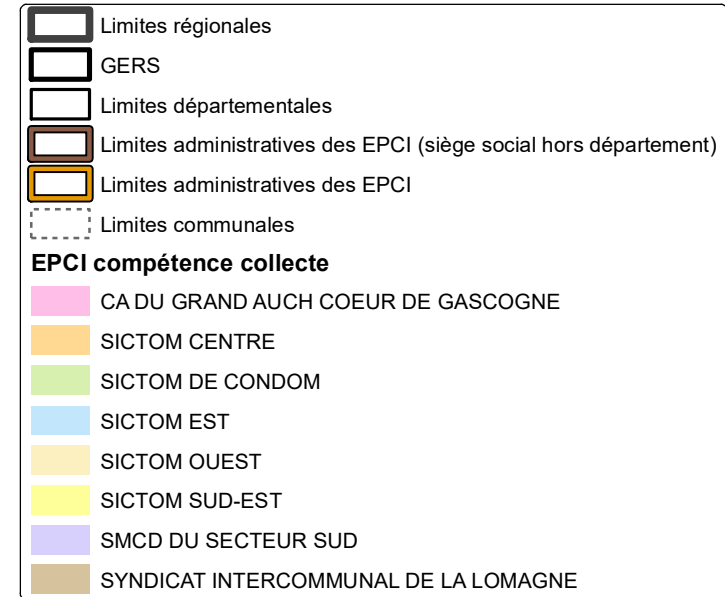 Limites régionales
GERS
Limites départementales
Limites administratives des EPCI (siège social hors département)
Limites administratives des EPCI
Limites communales
EPCI compétence collecte
CA DU GRAND AUCH COEUR DE GASCOGNE
SICTOM CENTRE
SICTOM DE CONDOM
SICTOM EST
SICTOM OUEST
SICTOM SUD-EST
SMCD DU SECTEUR SUD
SYNDICAT INTERCOMMUNAL DE LA LOMAGNE